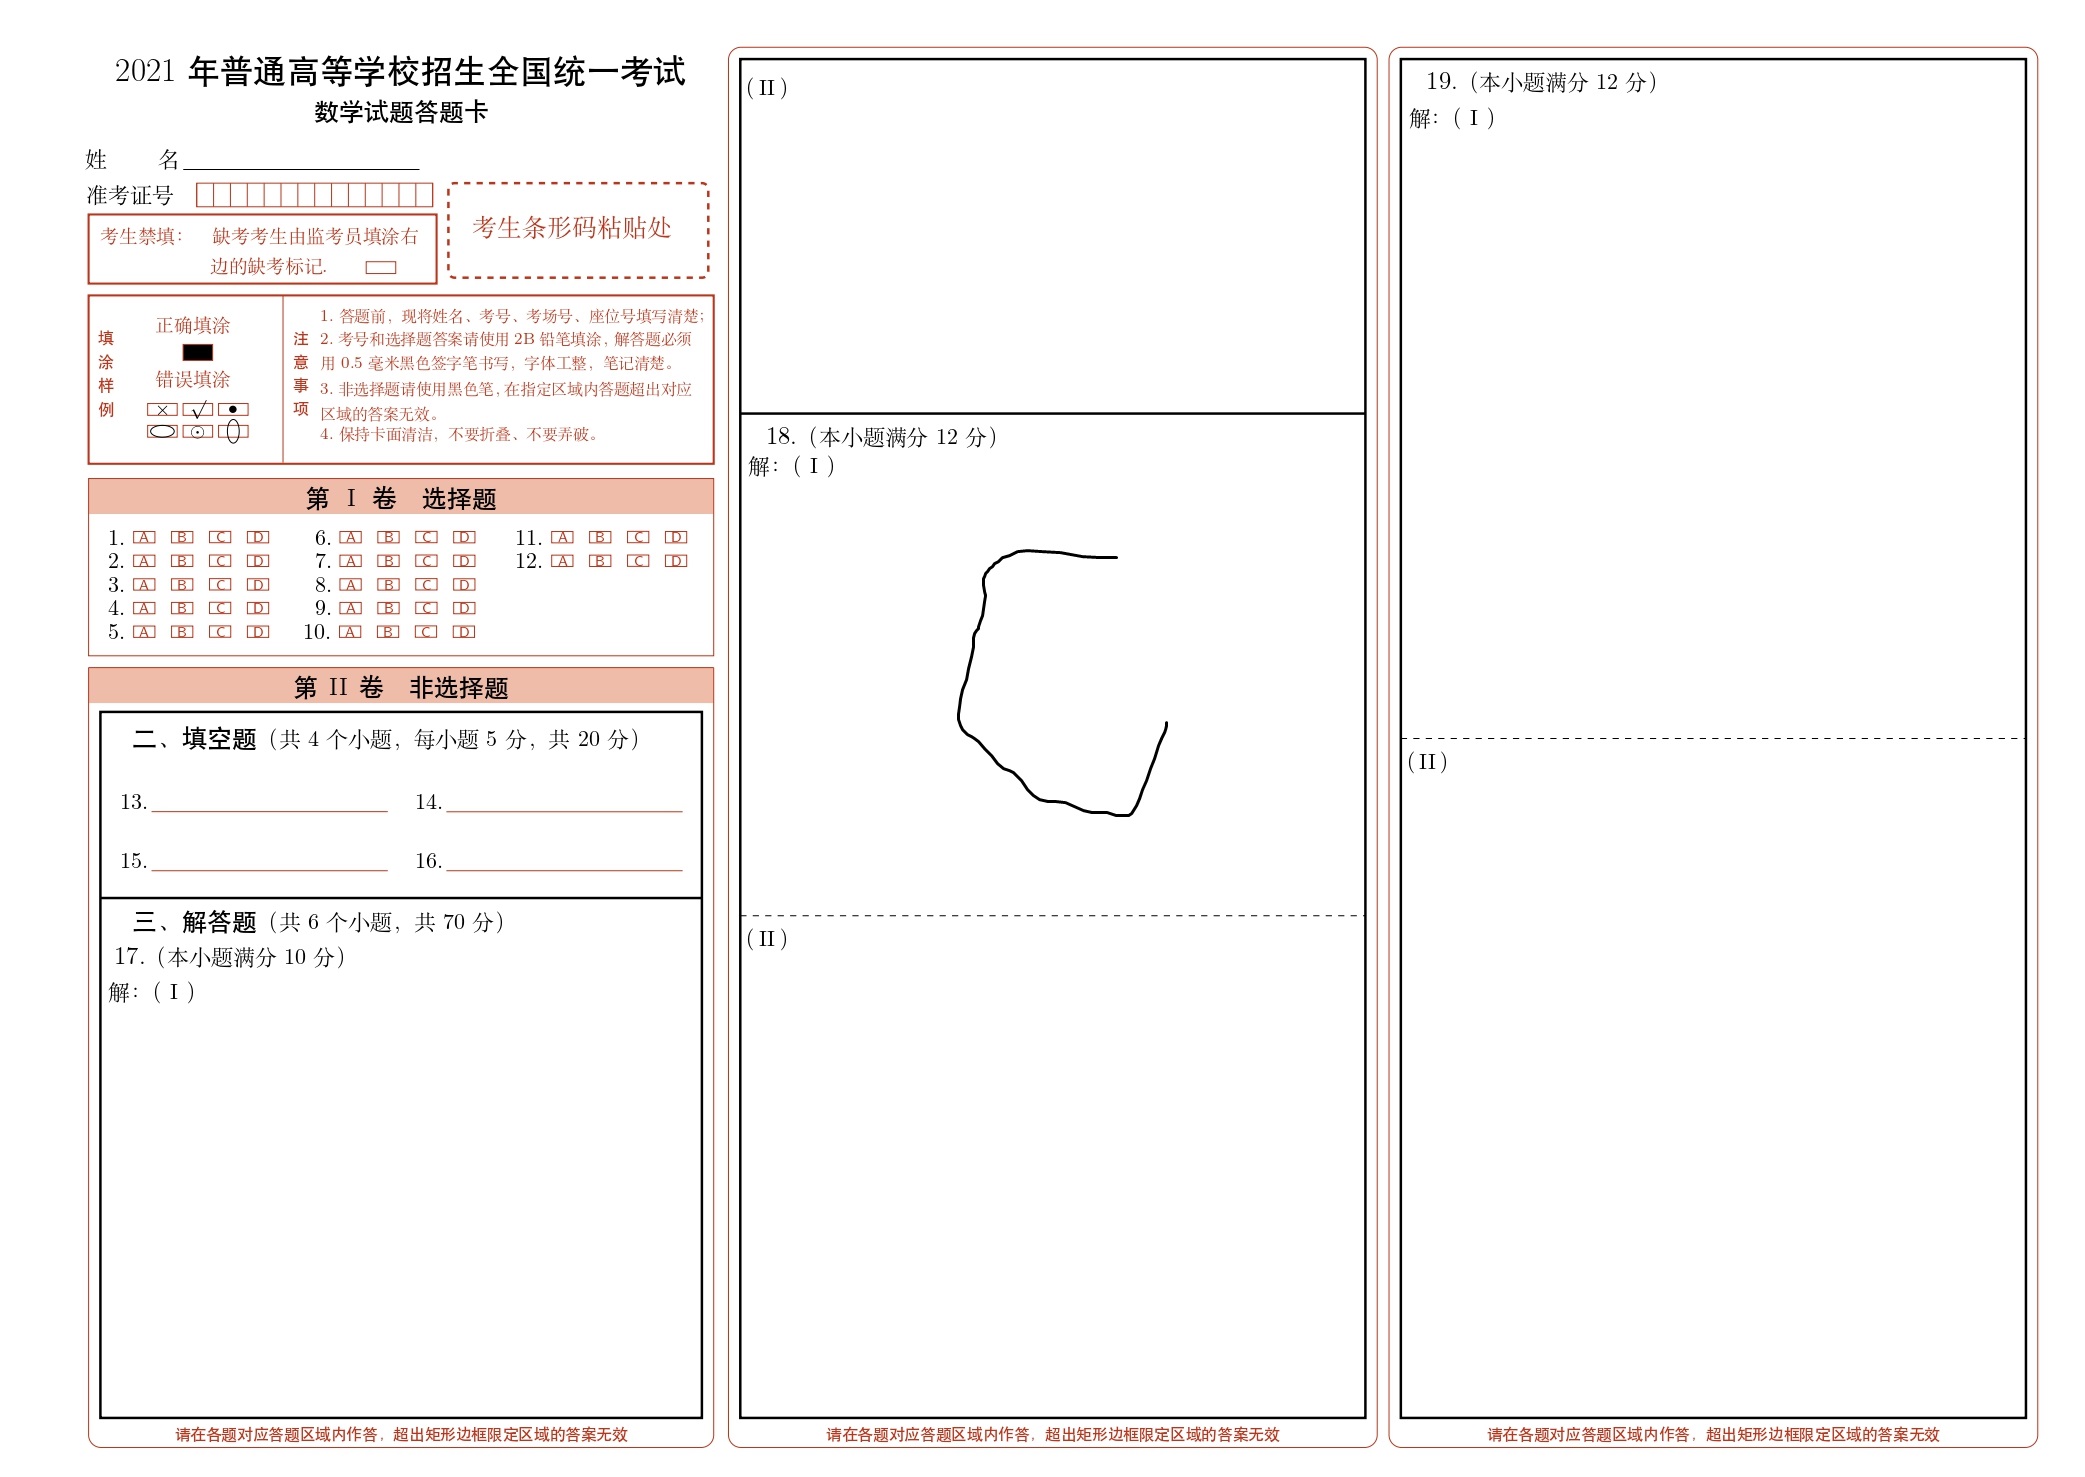 2021 年普通高等学校招生全国统一考试
数学试题答题卡
姓 名
准考证号
考生禁填： 缺考考生由监考员填涂右
边的缺考标记.
考生条形码粘贴处
填涂样例
正确填涂
错误填涂
注意事项
1. 答题前，现将姓名、考号、考场号、座位号填写清楚；
2. 考号和选择题答案请使用 2B 铅笔填涂，解答题必须
用 0.5 毫米黑色签字笔书写，字体工整，笔记清楚。
3. 非选择题请使用黑色笔，在指定区域内答题超出对应
区域的答案无效。
4. 保持卡面清洁，不要折叠、不要弄破。
第 I 卷 选择题
1. A B C D 6. A B C D 11. A B C D
2. A B C D 7. A B C D 12. A B C D
3. A B C D 8. A B C D
4. A B C D 9. A B C D
5. A B C D 10. A B C D
第 II 卷 非选择题
二、填空题（共 4 个小题，每小题 5 分，共 20 分）
13. 14.
15. 16.
三、解答题（共 6 个小题，共 70 分）
17.（本小题满分 10 分）
解：（ I ）
请在各题对应答题区域内作答，超出矩形边框限定区域的答案无效
（II）
18.（本小题满分 12 分）
解：（ I ）
（II）
请在各题对应答题区域内作答，超出矩形边框限定区域的答案无效
19.（本小题满分 12 分）
解：（ I ）
（II）
请在各题对应答题区域内作答，超出矩形边框限定区域的答案无效